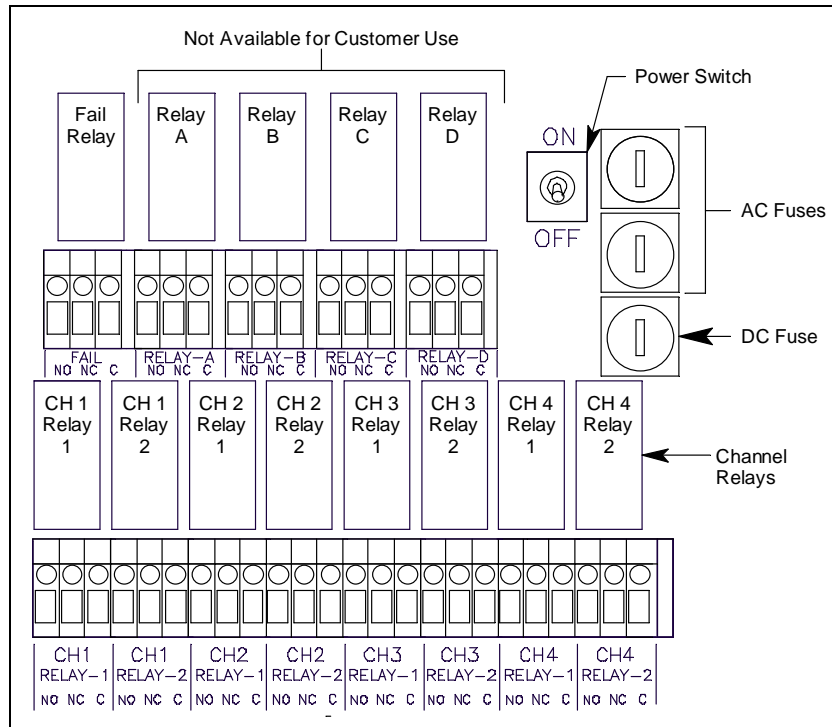 Not Available for Customer Use
Power Switch
Fail
Relay
Relay
A
Relay
B
Relay
C
Relay
D
ON
OFF
AC Fuses
DC Fuse
FAIL
NO NC C
RELAY-A
NO NC C
RELAY-B
NO NC C
RELAY-C
NO NC C
RELAY-D
NO NC C
CH 1
Relay
1
CH 1
Relay
2
CH 2
Relay
1
CH 2
Relay
2
CH 3
Relay
1
CH 3
Relay
2
CH 4
Relay
1
CH 4
Relay
2
Channel
Relays
CH1
RELAY-1
NO NC C
CH1
RELAY-2
NO NC C
CH2
RELAY-1
NO NC C
CH2
RELAY-2
NO NC C
CH3
RELAY-1
NO NC C
CH3
RELAY-2
NO NC C
CH4
RELAY-1
NO NC C
CH4
RELAY-2
NO NC C